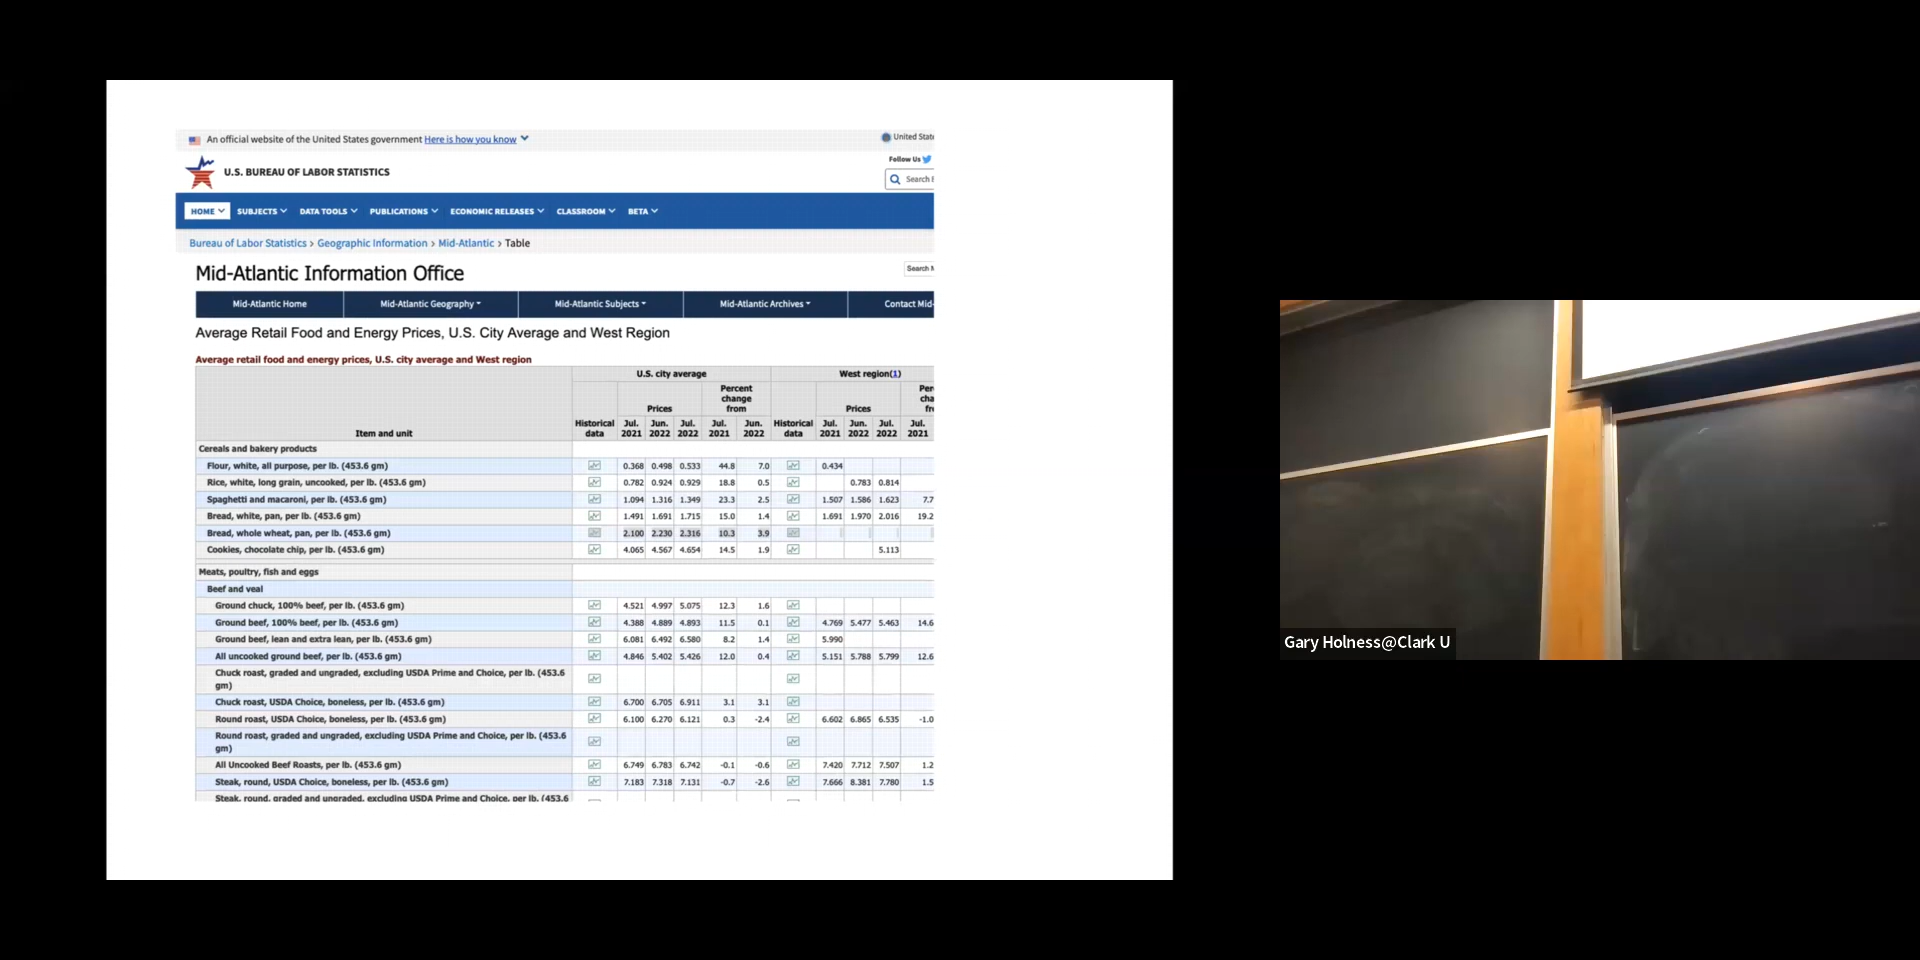 An official website of the United States government Here is how you know
United State
U.S. BUREAU OF LABOR STATISTICS
Follow Us
Search
HOME SUBJECTS DATA TOOLS PUBLICATIONS ECONOMIC RELEASES CLASSROOM BETA
Bureau of Labor Statistics > Geographic Information > Mid-Atlantic > Table
Mid-Atlantic Information Office
Search
Mid-Atlantic Home Mid-Atlantic Geography Mid-Atlantic Subjects Mid-Atlantic Archives Contact Mid-
Average Retail Food and Energy Prices, U.S. City Average and West Region
Average retail food and energy prices, U.S. city average and West region
Item and unit
U.S. city average West region(1)
Prices Percent change from Prices
Historical data Jul. 2021 Jun. 2022 Jul. 2022 Jul. 2021 Jun. 2022 Historical data Jul. 2021 Jun. 2022 Jul. 2022 Jul. 2021
Cereals and bakery products
Flour, white, all purpose, per lb. (453.6 gm) 0.368 0.498 0.533 44.8 7.0 0.434
Rice, white, long grain, uncooked, per lb. (453.6 gm) 0.782 0.924 0.929 18.8 0.5 0.783 0.814
Spaghetti and macaroni, per lb. (453.6 gm) 1.094 1.316 1.349 23.3 2.5 1.507 1.586 1.623 7.7
Bread, white, pan, per lb. (453.6 gm) 1.491 1.691 1.715 15.0 1.4 1.691 1.970 2.016 19.2
Bread, whole wheat, pan, per lb. (453.6 gm) 2.100 2.230 2.316 10.3 3.9
Cookies, chocolate chip, per lb. (453.6 gm) 4.065 4.567 4.654 14.5 1.9 5.113
Meats, poultry, fish and eggs
Beef and veal
Ground chuck, 100% beef, per lb. (453.6 gm) 4.521 4.997 5.075 12.3 1.6
Ground beef, 100% beef, per lb. (453.6 gm) 4.388 4.889 4.893 11.5 0.1 4.769 5.477 5.463 14.6
Ground beef, lean and extra lean, per lb. (453.6 gm) 6.081 6.492 6.580 8.2 1.4 5.990
All uncooked ground beef, per lb. (453.6 gm) 4.846 5.402 5.426 12.0 0.4 5.151 5.788 5.799 12.6
Chuck roast, graded and ungraded, excluding USDA Prime and Choice, per lb. (453.6
gm)
Chuck roast, USDA Choice, boneless, per lb. (453.6 gm) 6.700 6.705 6.911 3.1 3.1
Round roast, USDA Choice, boneless, per lb. (453.6 gm) 6.100 6.270 6.121 0.3 -2.4 6.602 6.865 6.535 -1.0
Round roast, graded and ungraded, excluding USDA Prime and Choice, per lb. (453.6
gm)
All Uncooked Beef Roasts, per lb. (453.6 gm) 6.749 6.783 6.742 -0.1 -0.6 7.420 7.712 7.507 1.2
Steak, round, USDA Choice, boneless, per lb. (453.6 gm) 7.183 7.318 7.131 -0.7 -2.6 7.666 8.381 7.780 1.5
Steak, round, graded and ungraded, excluding USDA Prime and Choice, per lb. (453.6
Gary Holness@Clark U